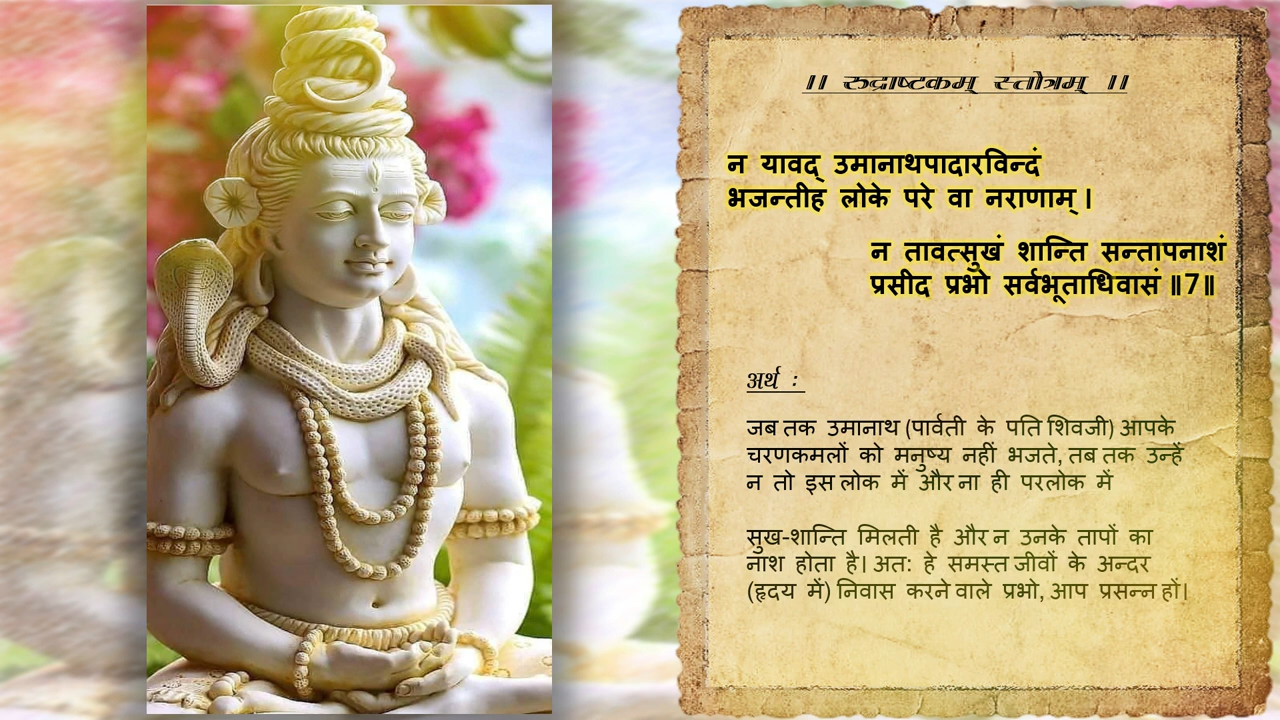 ।। रुद्राष्टकम् स्तोत्रम् ।।
न यावद् उमानाथपादारविन्दं
भजन्तीह लोके परे वा नराणाम् ।
न तावत्सुखं शान्ति सन्तापनाशं
प्रसीद प्रभो सर्वभूताधिवासं ॥7॥
अर्थ :
जब तक उमानाथ (पार्वती के पति शिवजी) आपके
चरणकमलों को मनुष्य नहीं भजते, तब तक उन्हें
न तो इस लोक में और ना ही परलोक में
सुख-शान्ति मिलती है और न उनके तापों का
नाश होता है। अत: हे समस्त जीवों के अन्दर
(हृदय में) निवास करने वाले प्रभो, आप प्रसन्न हों।